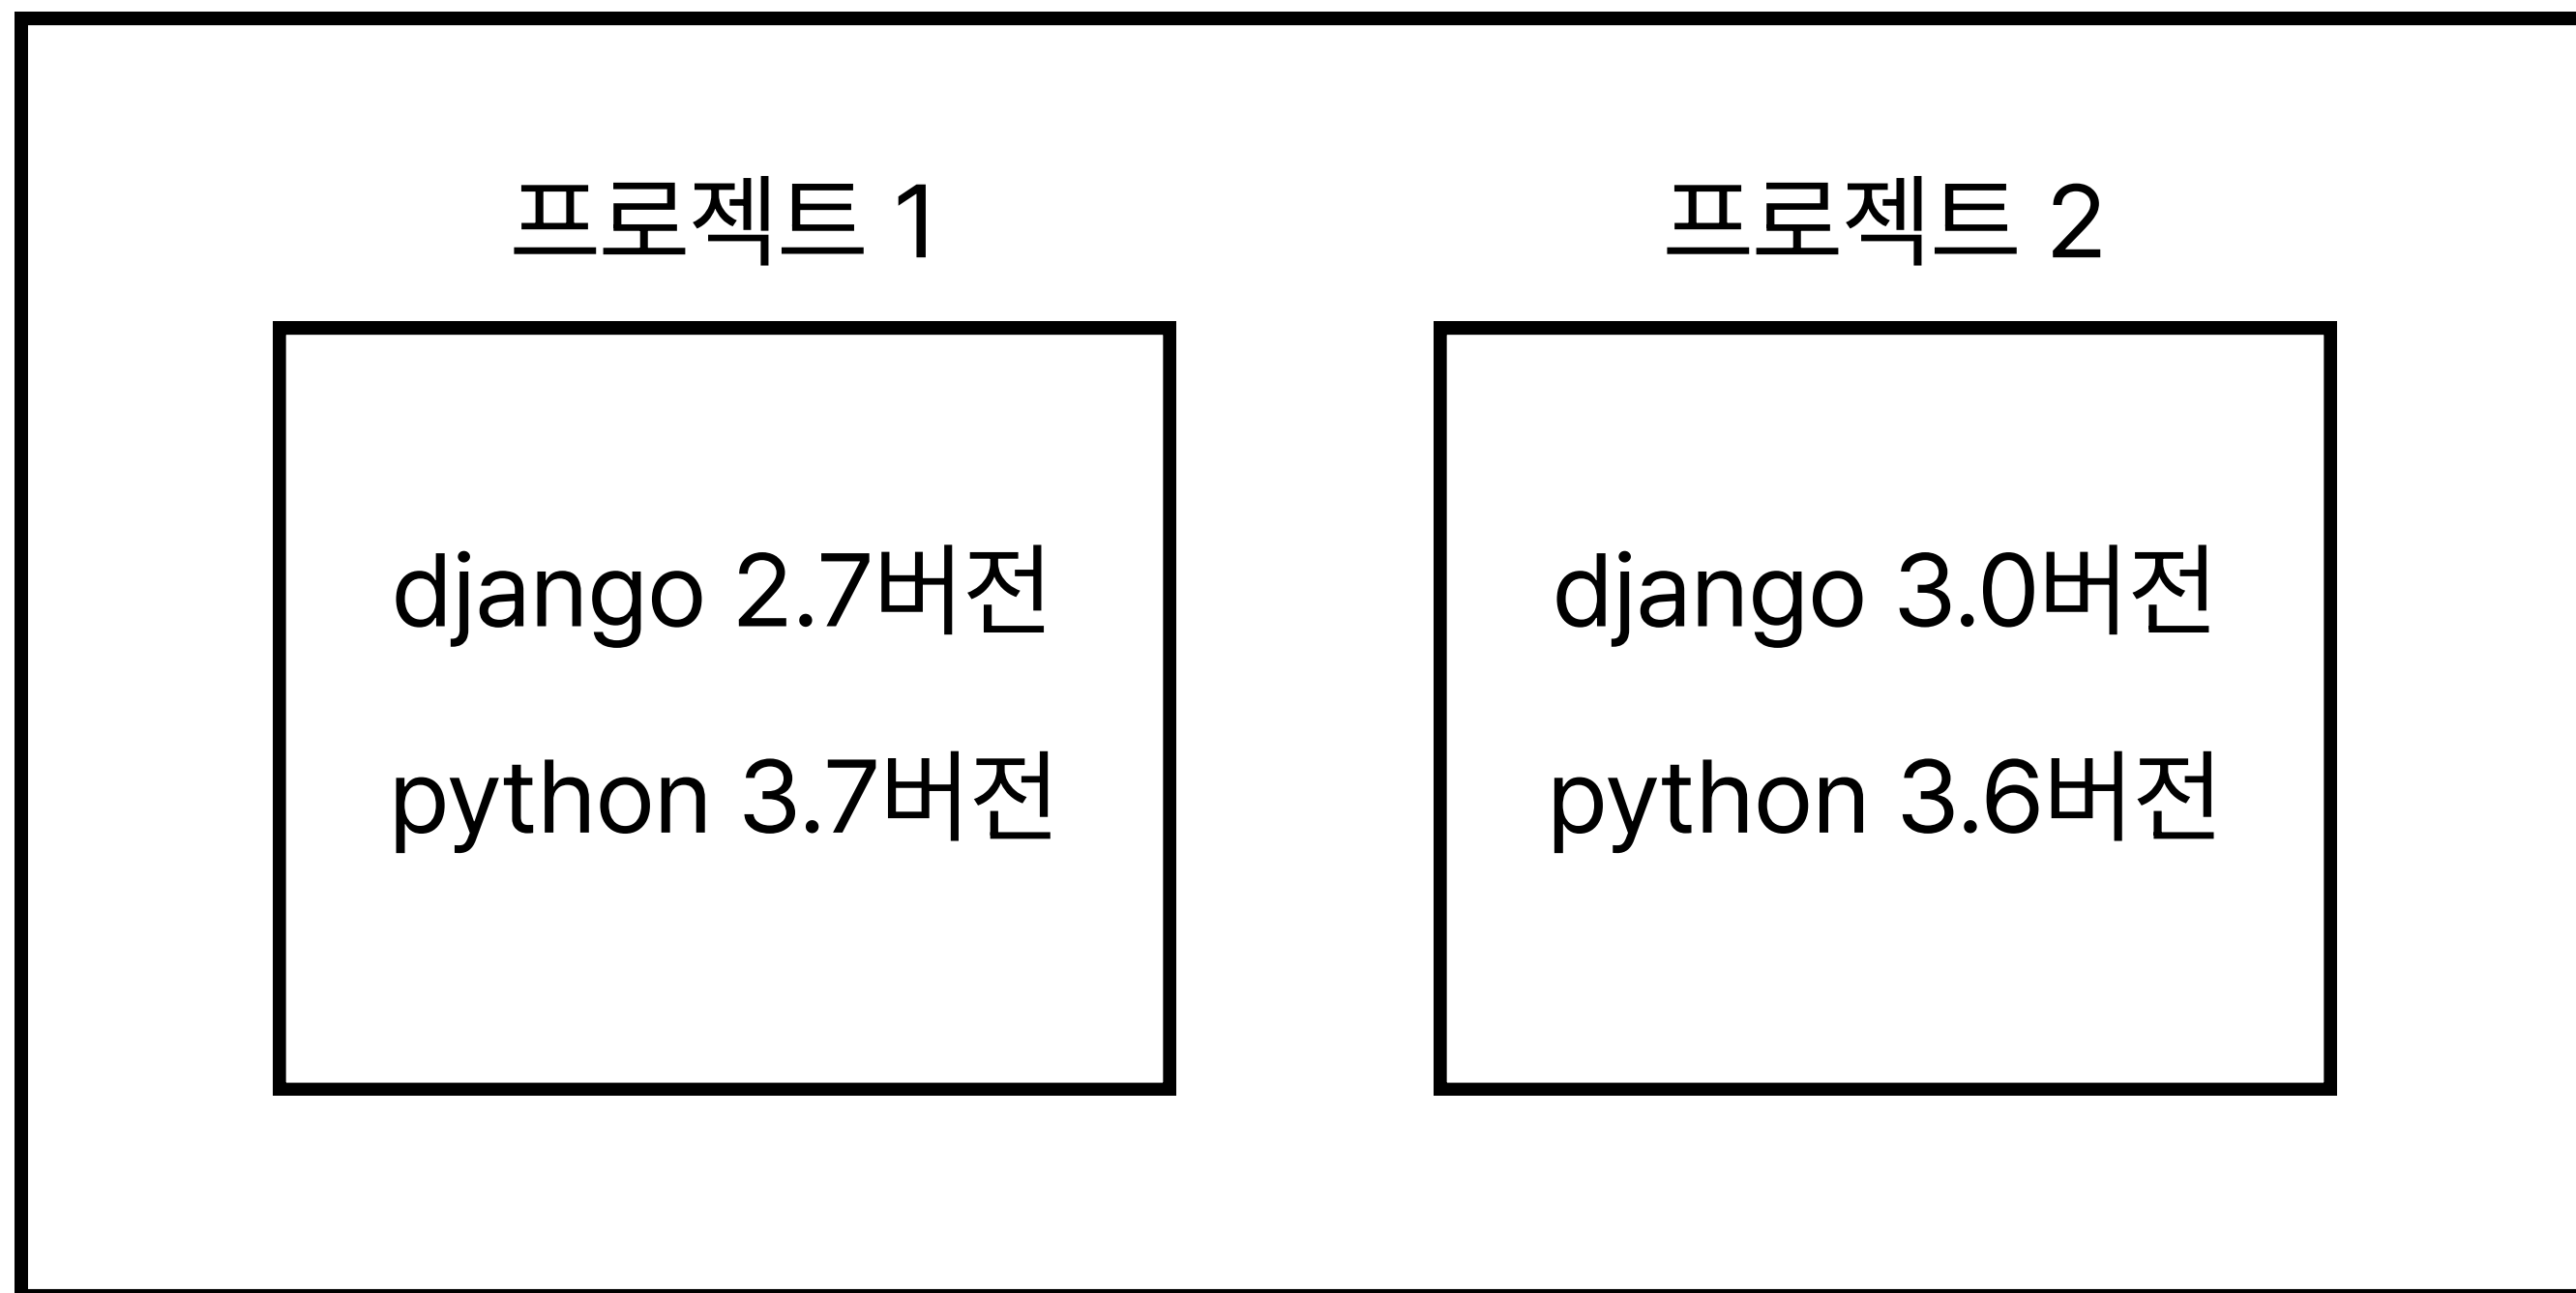 프로젝트 1
django 2.7버전
python 3.7버전
프로젝트 2
django 3.0버전
python 3.6버전